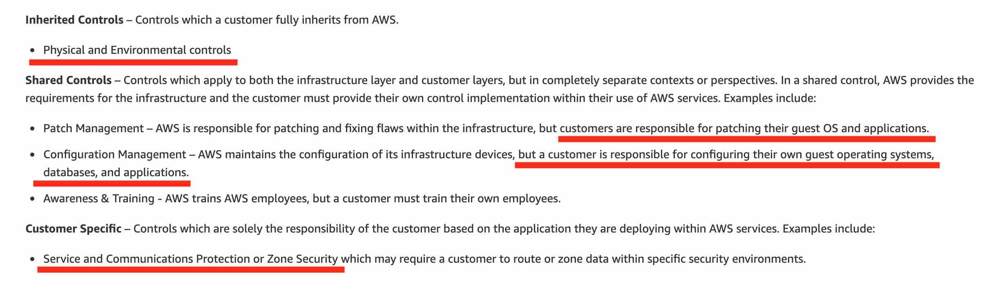 Inherited Controls – Controls which a customer fully inherits from AWS.
• Physical and Environmental controls
Shared Controls – Controls which apply to both the infrastructure layer and customer layers, but in completely separate contexts or perspectives. In a shared control, AWS provides the
requirements for the infrastructure and the customer must provide their own control implementation within their use of AWS services. Examples include:
• Patch Management – AWS is responsible for patching and fixing flaws within the infrastructure, but customers are responsible for patching their guest OS and applications.
• Configuration Management – AWS maintains the configuration of its infrastructure devices, but a customer is responsible for configuring their own guest operating systems,
databases, and applications.
• Awareness & Training - AWS trains AWS employees, but a customer must train their own employees.
Customer Specific – Controls which are solely the responsibility of the customer based on the application they are deploying within AWS services. Examples include:
• Service and Communications Protection or Zone Security which may require a customer to route or zone data within specific security environments.